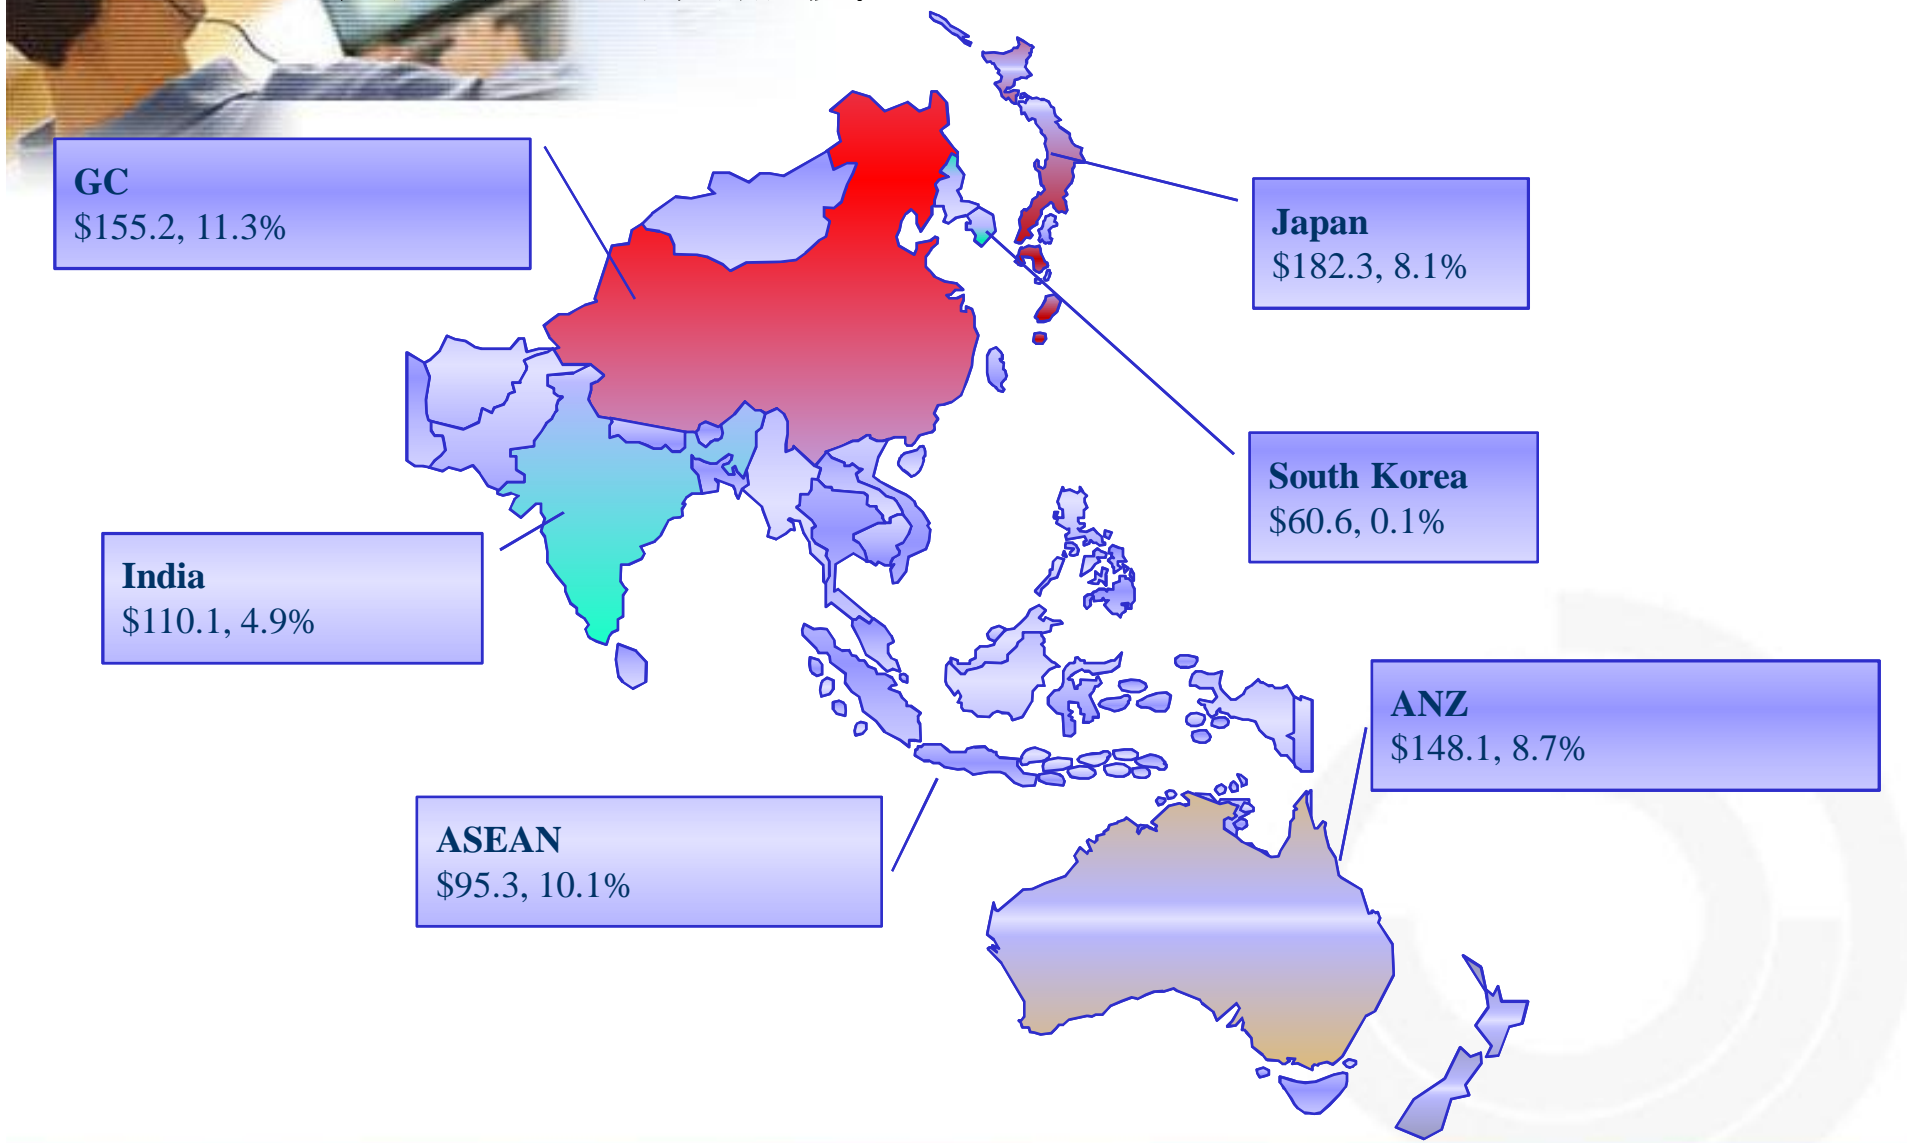 GC
$155.2, 11.3%
Japan
$182.3, 8.1%
South Korea
$60.6, 0.1%
India
$110.1, 4.9%
ANZ
$148.1, 8.7%
ASEAN
$95.3, 10.1%